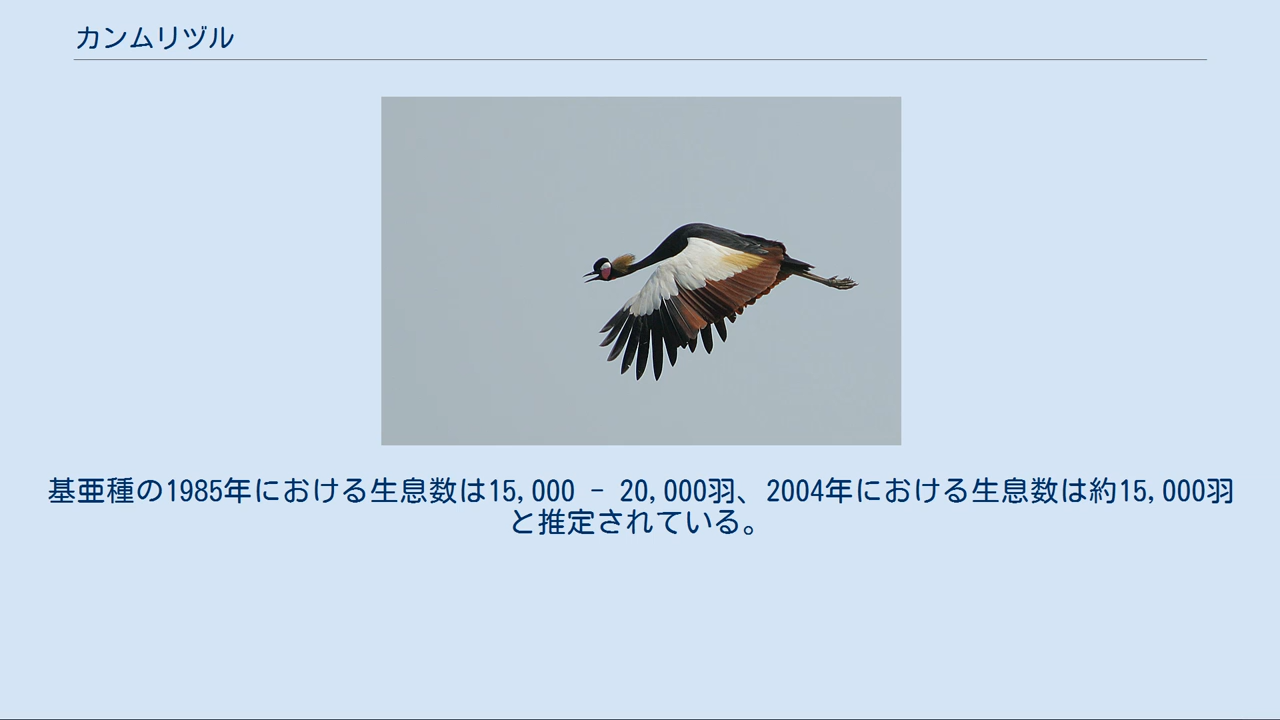 カンムリヅル
基亜種の1985年における生息数は15,000 - 20,000羽、2004年における生息数は約15,000羽
と推定されている。